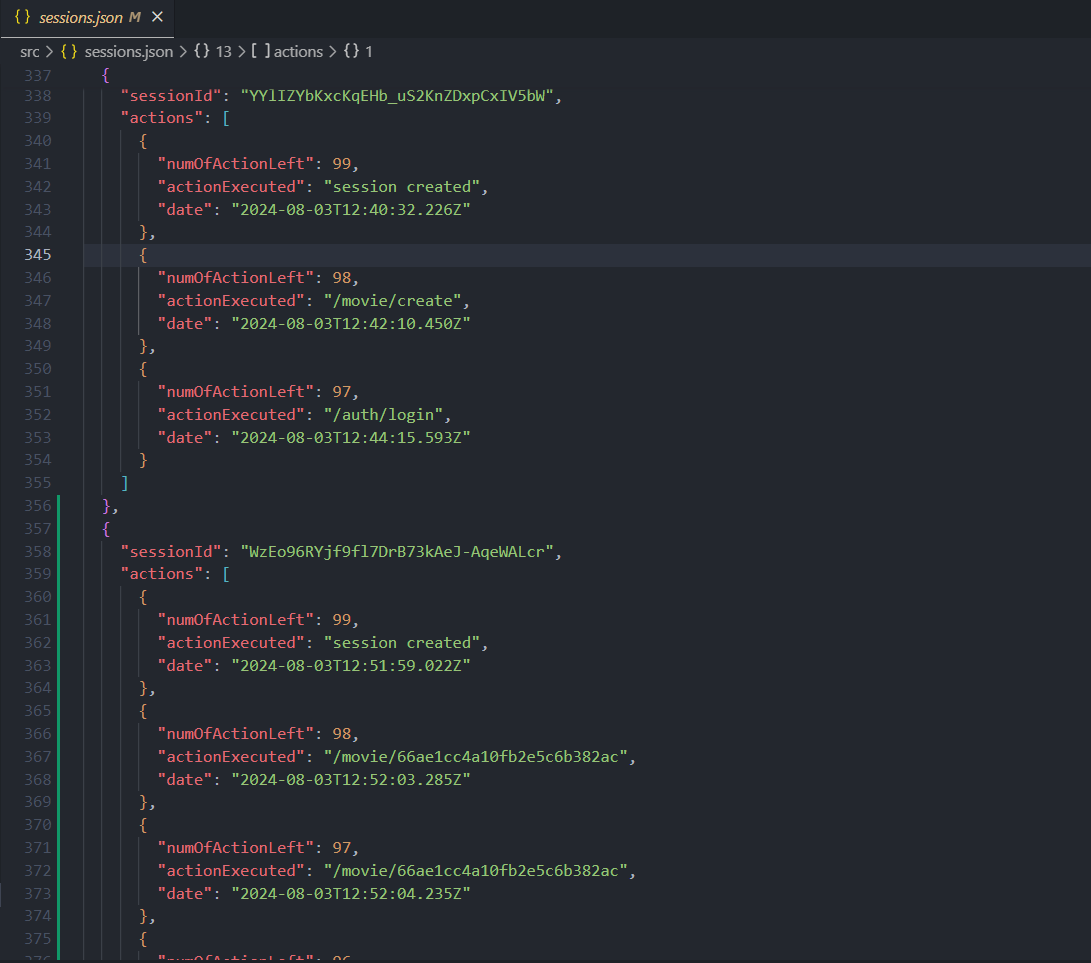 { } sessions.json M ×
src > { } sessions.json > { } 13 > [ ] actions > { } 1
337 {
338 "sessionId": "YYlIZYbKxcKqEHb_uS2KnZDxpCxIV5bW",
339 "actions": [
340 {
341 "numOfActionLeft": 99,
342 "actionExecuted": "session created",
343 "date": "2024-08-03T12:40:32.226Z"
344 },
345 {
346 "numOfActionLeft": 98,
347 "actionExecuted": "/movie/create",
348 "date": "2024-08-03T12:42:10.450Z"
349 },
350 {
351 "numOfActionLeft": 97,
352 "actionExecuted": "/auth/login",
353 "date": "2024-08-03T12:44:15.593Z"
354 }
355 ]
356 },
357 {
358 "sessionId": "WzEo96RYjf9fl7DrB73kAeJ-AqeWALcr",
359 "actions": [
360 {
361 "numOfActionLeft": 99,
362 "actionExecuted": "session created",
363 "date": "2024-08-03T12:51:59.022Z"
364 },
365 {
366 "numOfActionLeft": 98,
367 "actionExecuted": "/movie/66ae1cc4a10fb2e5c6b382ac",
368 "date": "2024-08-03T12:52:03.285Z"
369 },
370 {
371 "numOfActionLeft": 97,
372 "actionExecuted": "/movie/66ae1cc4a10fb2e5c6b382ac",
373 "date": "2024-08-03T12:52:04.235Z"
374 },
375 {
376 "numOfActionLeft": 96